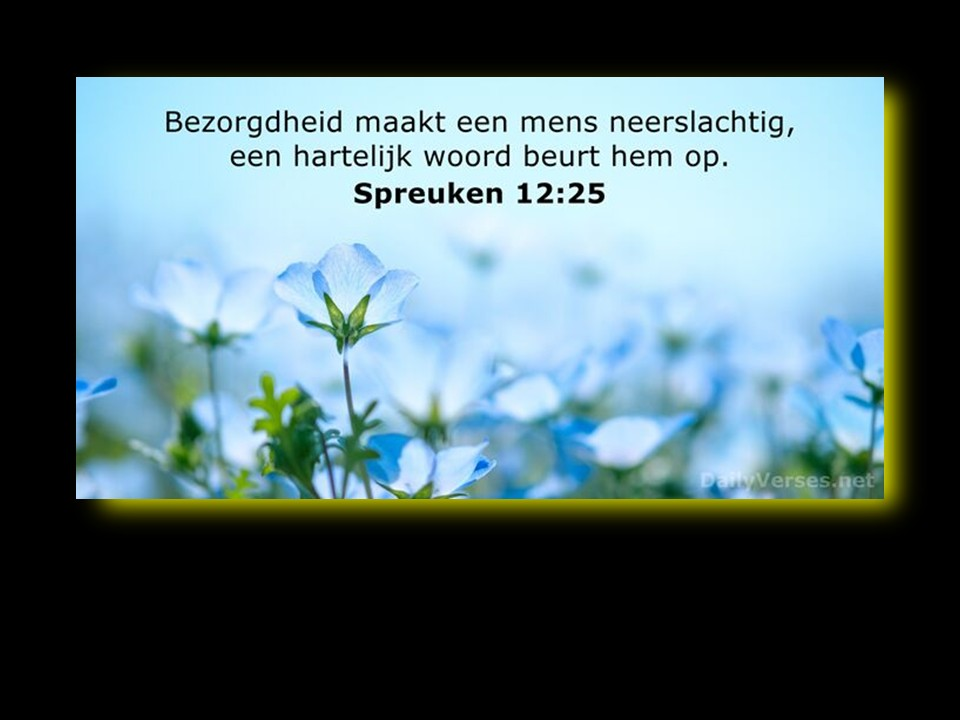 Bezorgdheid maakt een mens neerslachtig,
een hartelijk woord beurt hem op.
Spreuken 12:25
DailyVerses.net